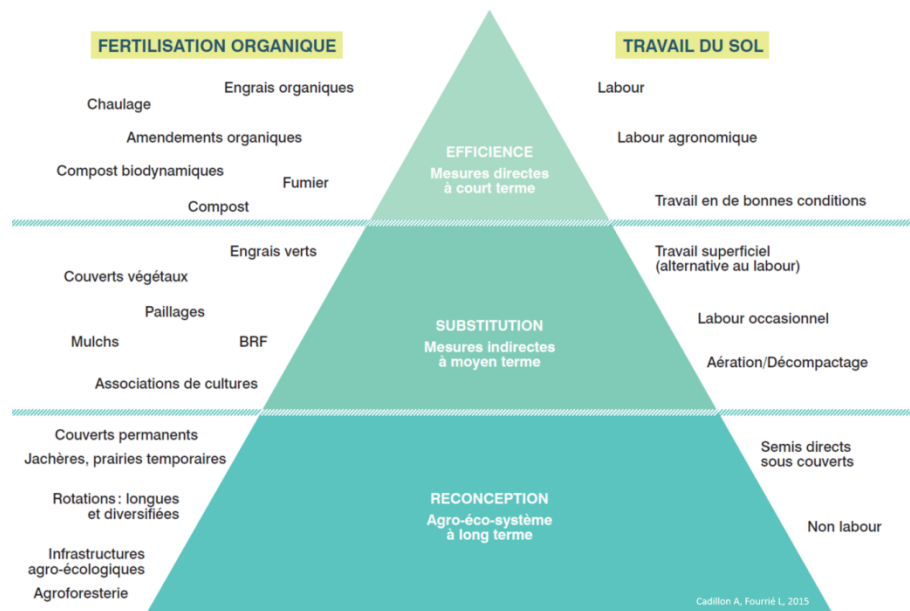 FERTILISATION ORGANIQUE
TRAVAIL DU SOL
Engrais organiques
Chaulage
Amendements organiques
Compost biodynamiques
Fumier
Compost
EFFICIENCE
Mesures directes
à court terme
Labour
Labour agronomique
Travail en de bonnes conditions
Engrais verts
Couverts végétaux
Paillages
Mulchs
BRF
Associations de cultures
SUBSTITUTION
Mesures indirectes
à moyen terme
Travail superficiel
(alternative au labour)
Labour occasionnel
Aération/Décompactage
Couverts permanents
Jachères, prairies temporaires
Rotations : longues
et diversifiées
Infrastructures
agro-écologiques
Agroforesterie
RECONCEPTION
Agro-éco-système
à long terme
Semis directs
sous couverts
Non labour
Cadillon A, Fourrié L, 2015